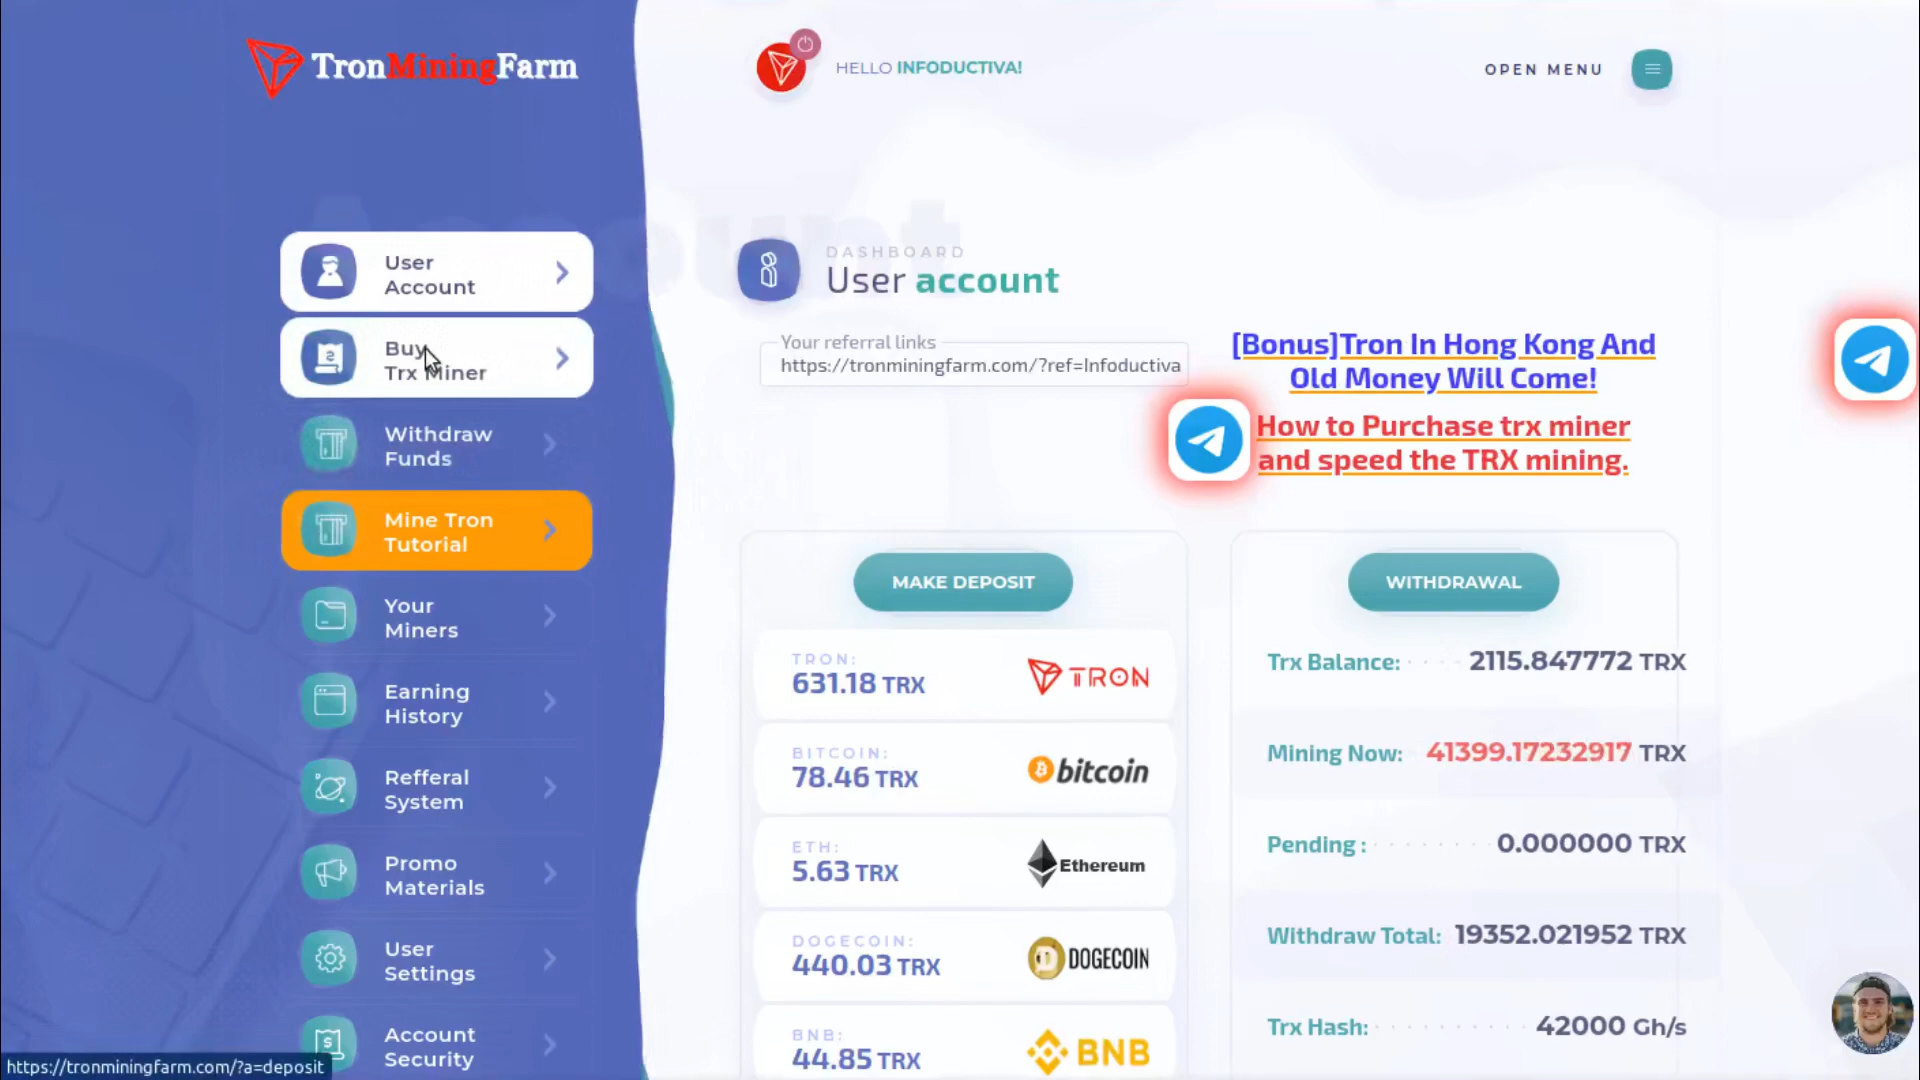 TronMiningFarm
HELLO INFODUCTIVA!
OPEN MENU
User
Account
Buy
Trx Miner
Withdraw
Funds
Mine Tron
Tutorial
Your
Miners
Earning
History
Refferal
System
Promo
Materials
User
Settings
Account
Security
https://tronminingfarm.com/?a=deposit
Account
DASHBOARD
User account
Your referral links
https://tronminingfarm.com/?ref=Infoductiva
[Bonus]Tron In Hong Kong And
Old Money Will Come!
How to Purchase trx miner
and speed the TRX mining.
MAKE DEPOSIT
TRON:
631.18 TRX
TRON
BITCOIN:
78.46 TRX
bitcoin
ETH:
5.63 TRX
Ethereum
DOGECOIN:
440.03 TRX
DOGECOIN
BNB:
44.85 TRX
BNB
WITHDRAWAL
Trx Balance: 2115.847772 TRX
Mining Now: 41399.17232917 TRX
Pending : 0.000000 TRX
Withdraw Total: 19352.021952 TRX
Trx Hash: 42000 Gh/s